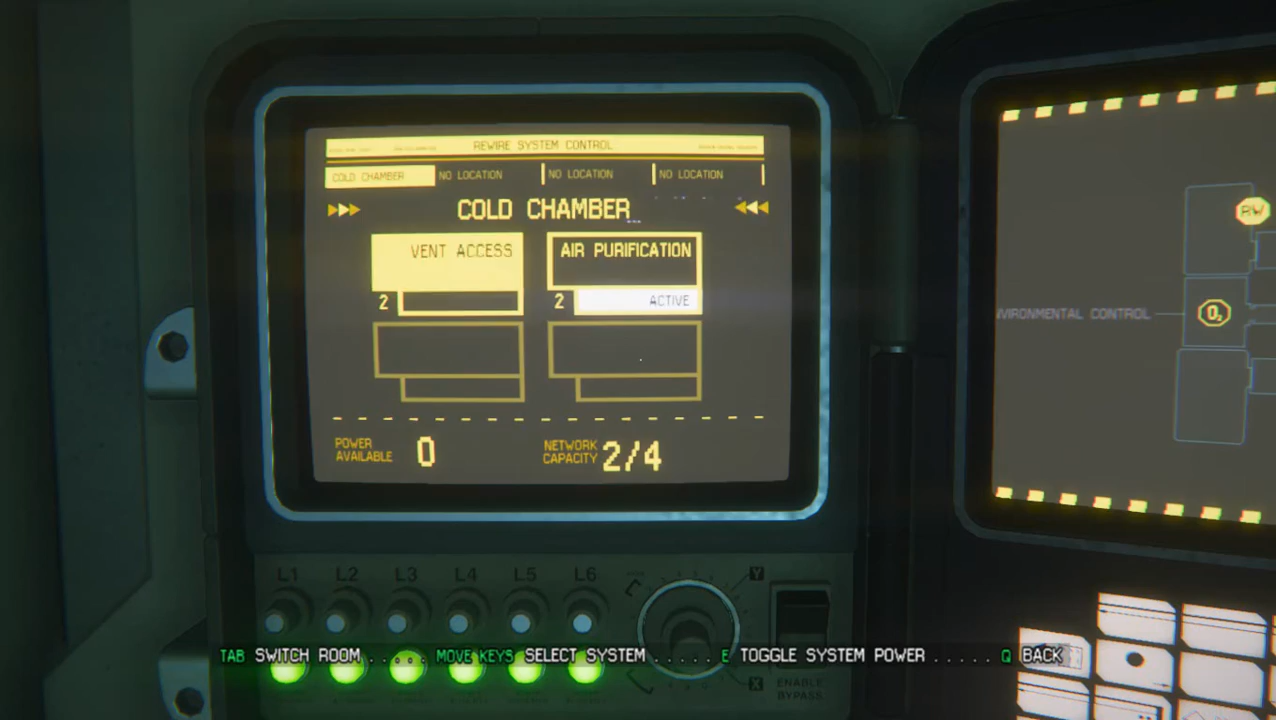 REWIRE SYSTEM CONTROL
COLD CHAMBER NO LOCATION NO LOCATION NO LOCATION
COLD CHAMBER
VENT ACCESS AIR PURIFICATION
2 2 ACTIVE
POWER AVAILABLE 0 NETWORK CAPACITY 2/4
RW
VIRONMENTAL CONTROL
O₂
L1 L2 L3 L4 L5 L6
Y
X
ENABLE
BYPASS
TAB SWITCH ROOM ..... MOVE KEYS SELECT SYSTEM ..... E TOGGLE SYSTEM POWER ..... Q BACK